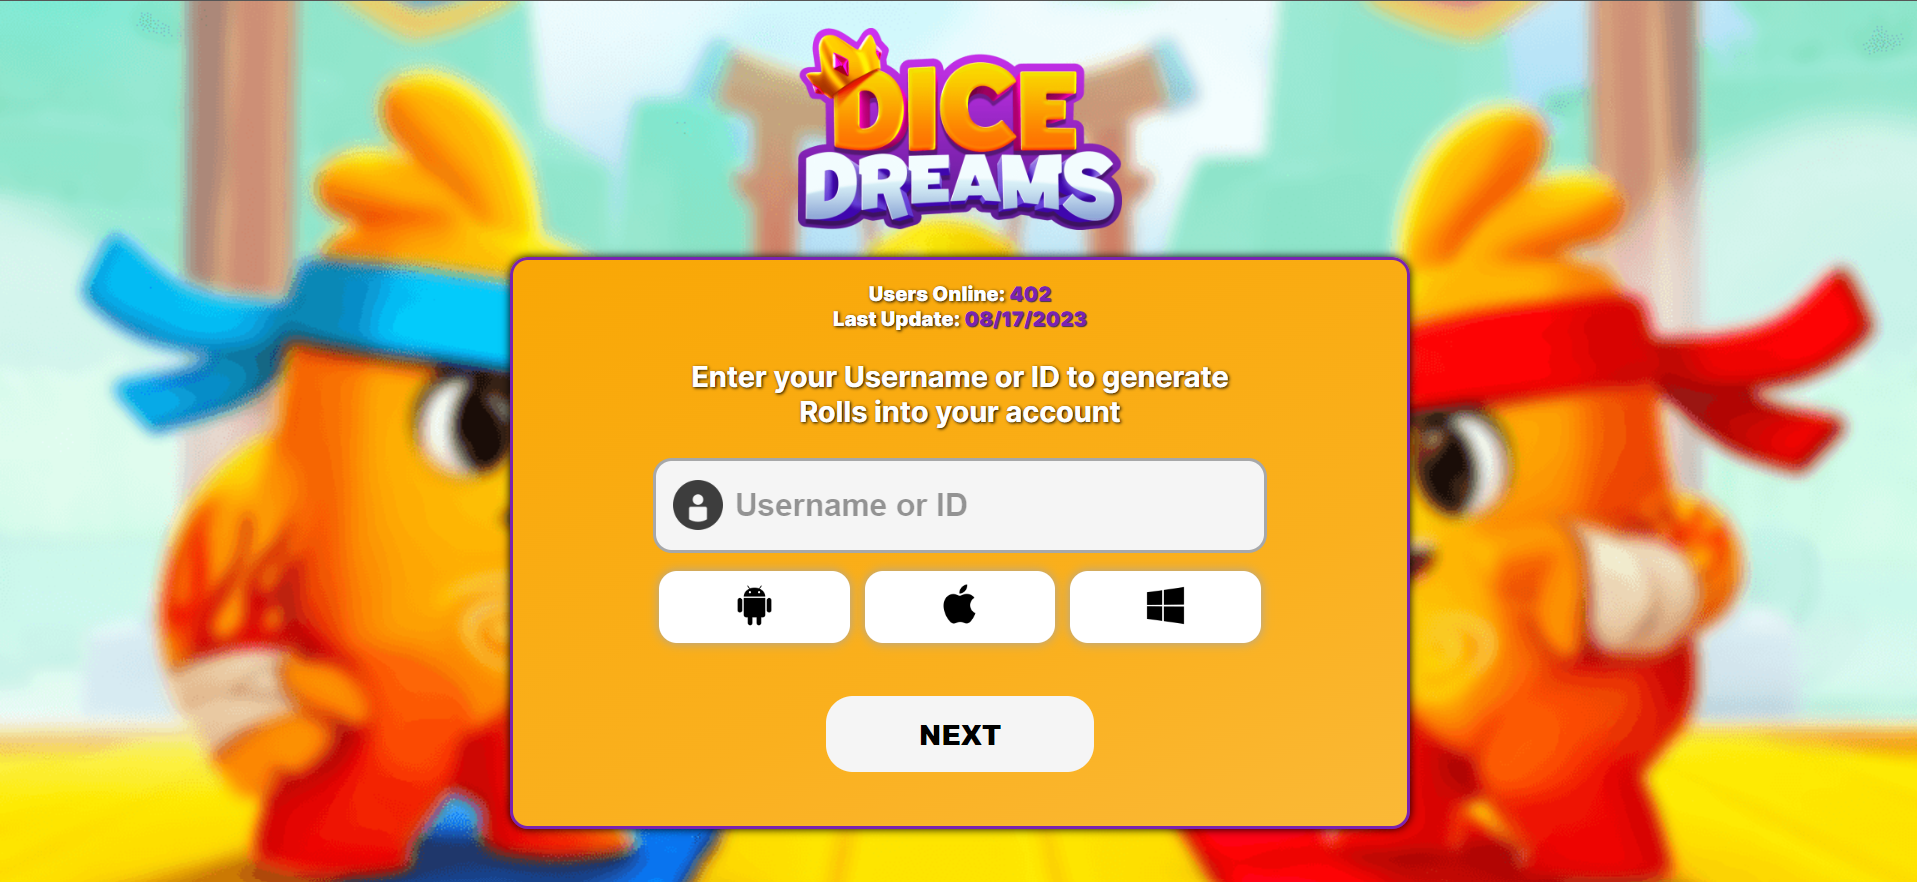 DICE
DREAMS
Users Online: 402
Last Update: 08/17/2023
Enter your Username or ID to generate
Rolls into your account
Username or ID
NEXT